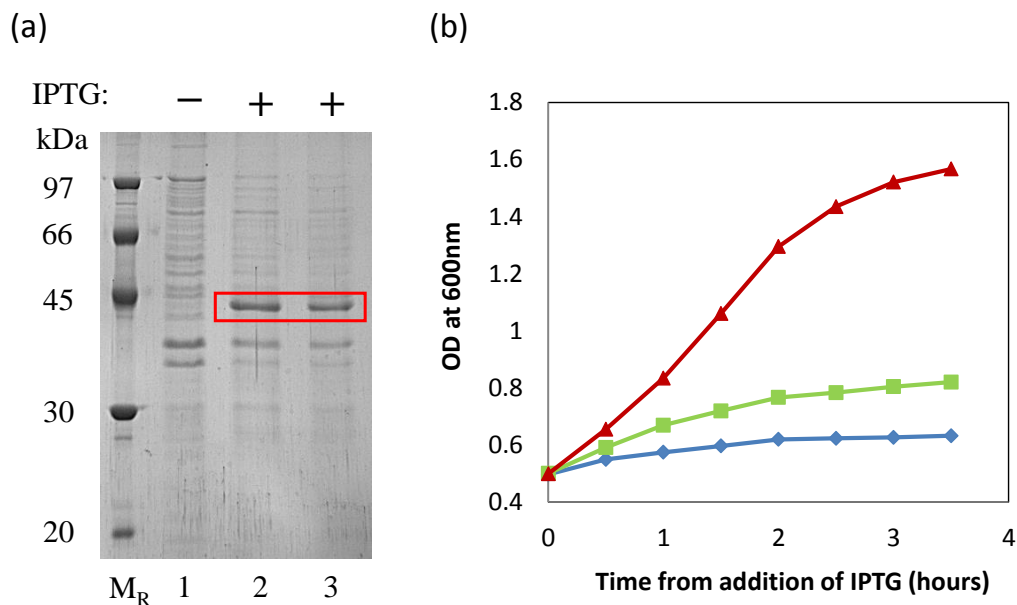 (a)
IPTG: – + +
kDa
97
66
45
30
20
M_R 1 2 3
(b)
1.8
1.6
1.4
1.2
1
0.8
0.6
0.4
0 1 2 3 4
OD at 600nm
Time from addition of IPTG (hours)